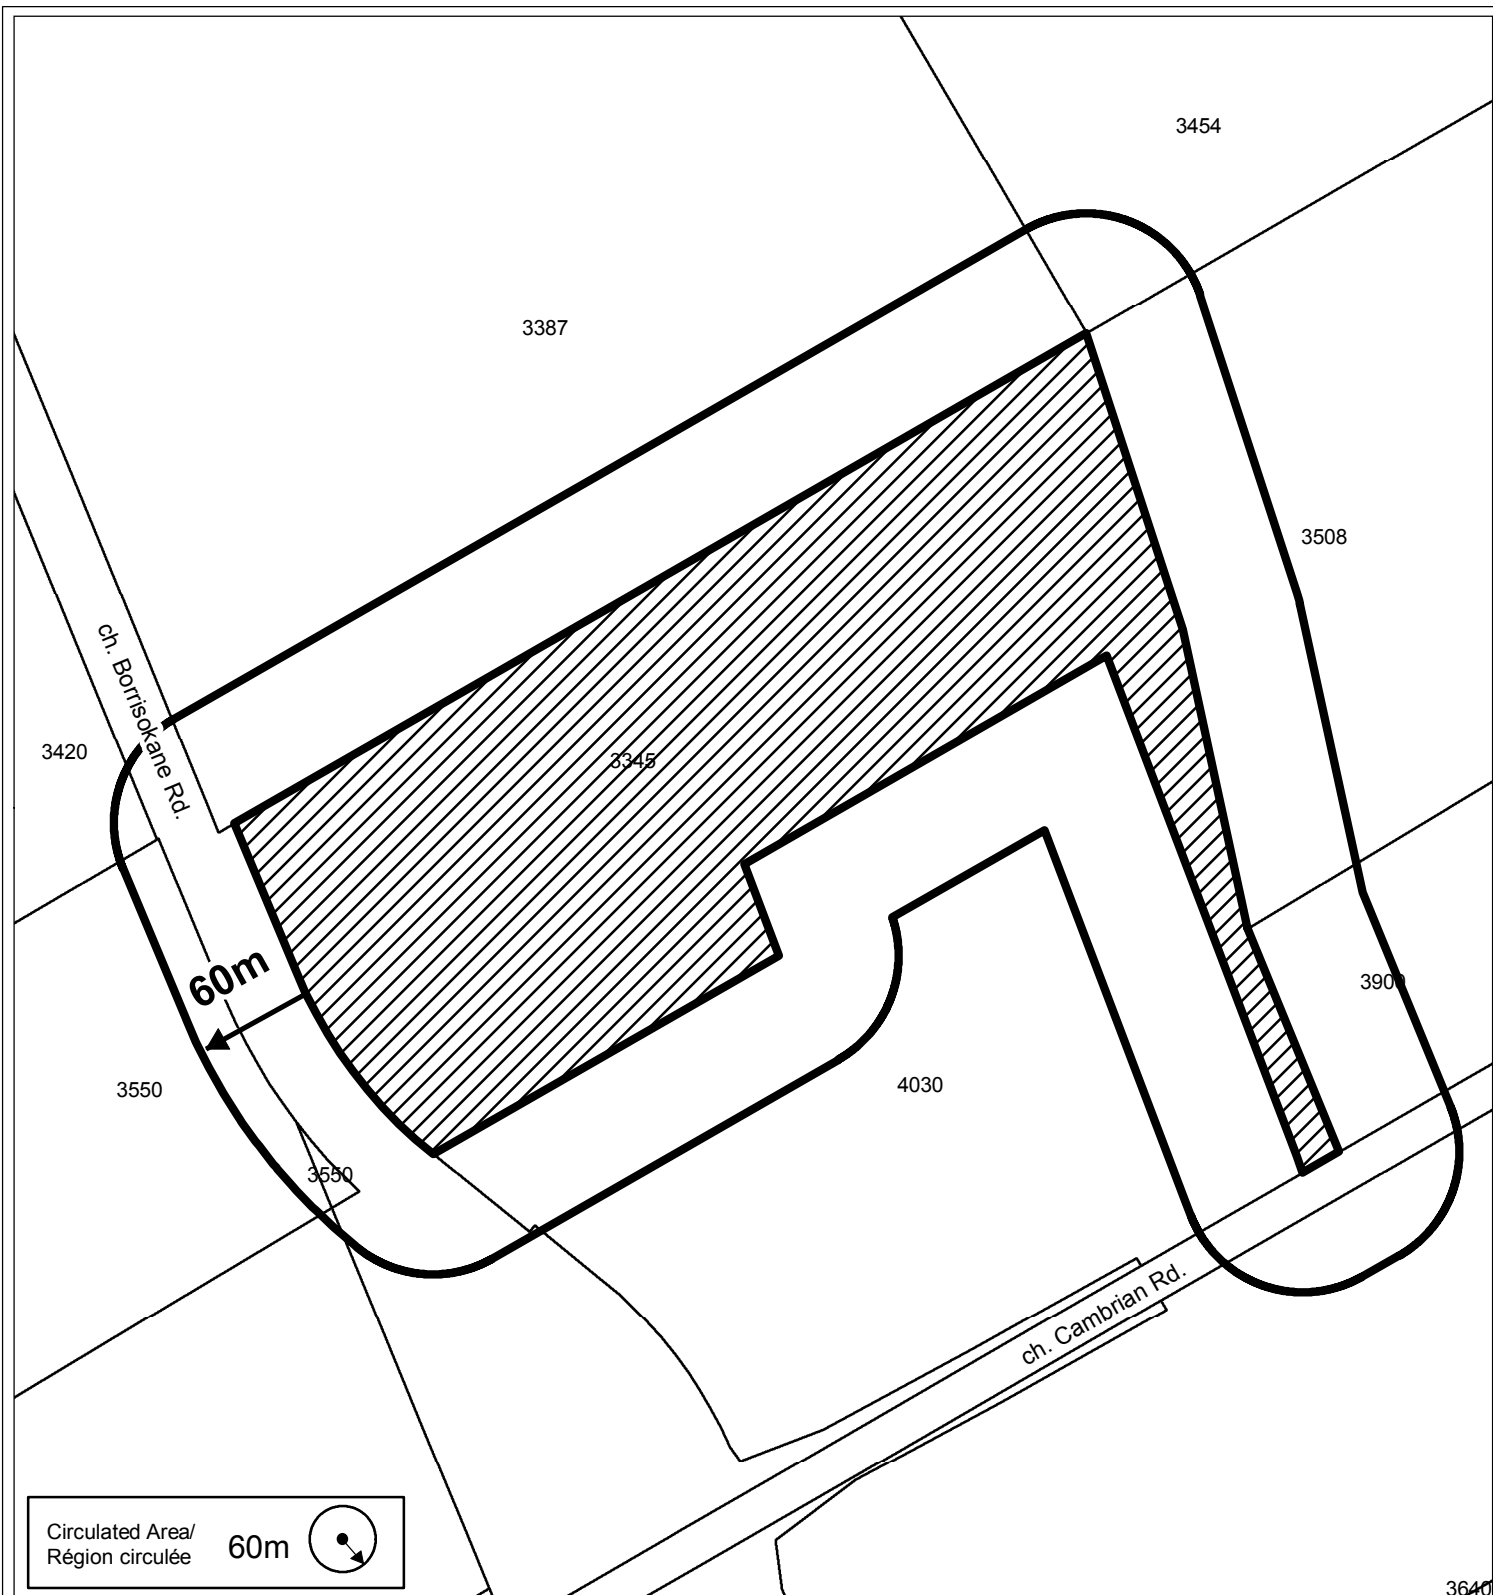 3454
3387
3508
ch. Borrisokane Rd.
3420
3345
60m
3900
3550
4030
3550
ch. Cambrian Rd.
Circulated Area/
Région circulée
60m
3640